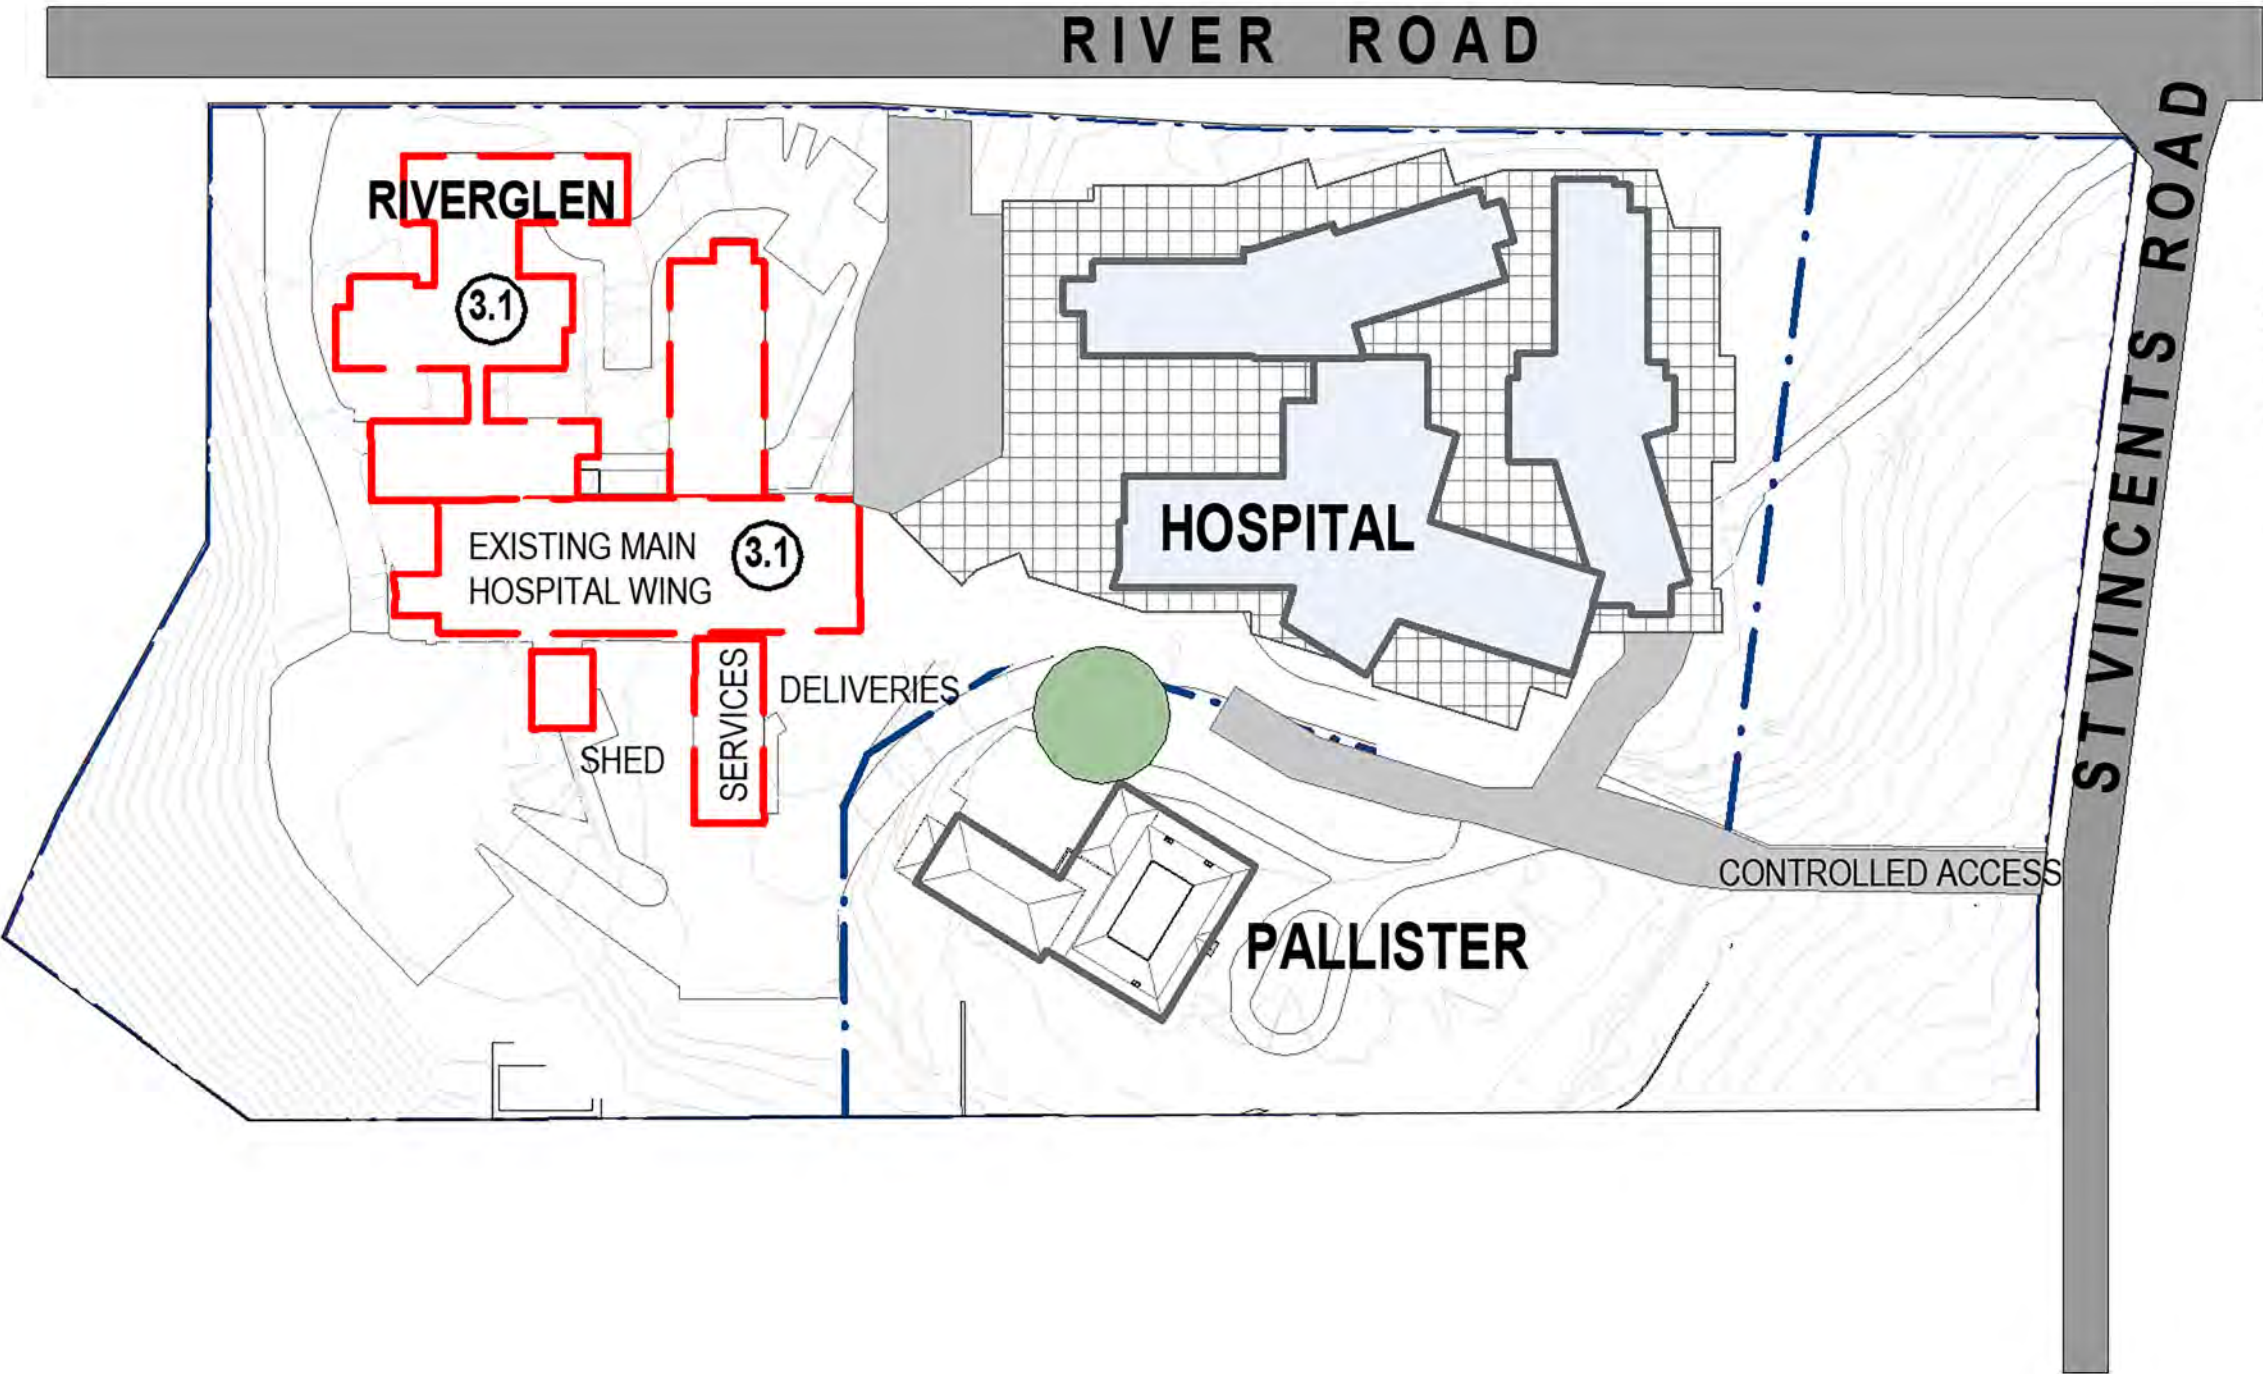 RIVER ROAD
ST VINCENTS ROAD
RIVERGLEN
3.1
EXISTING MAIN
HOSPITAL WING
3.1
HOSPITAL
SERVICES
DELIVERIES
SHED
CONTROLLED ACCESS
PALLISTER